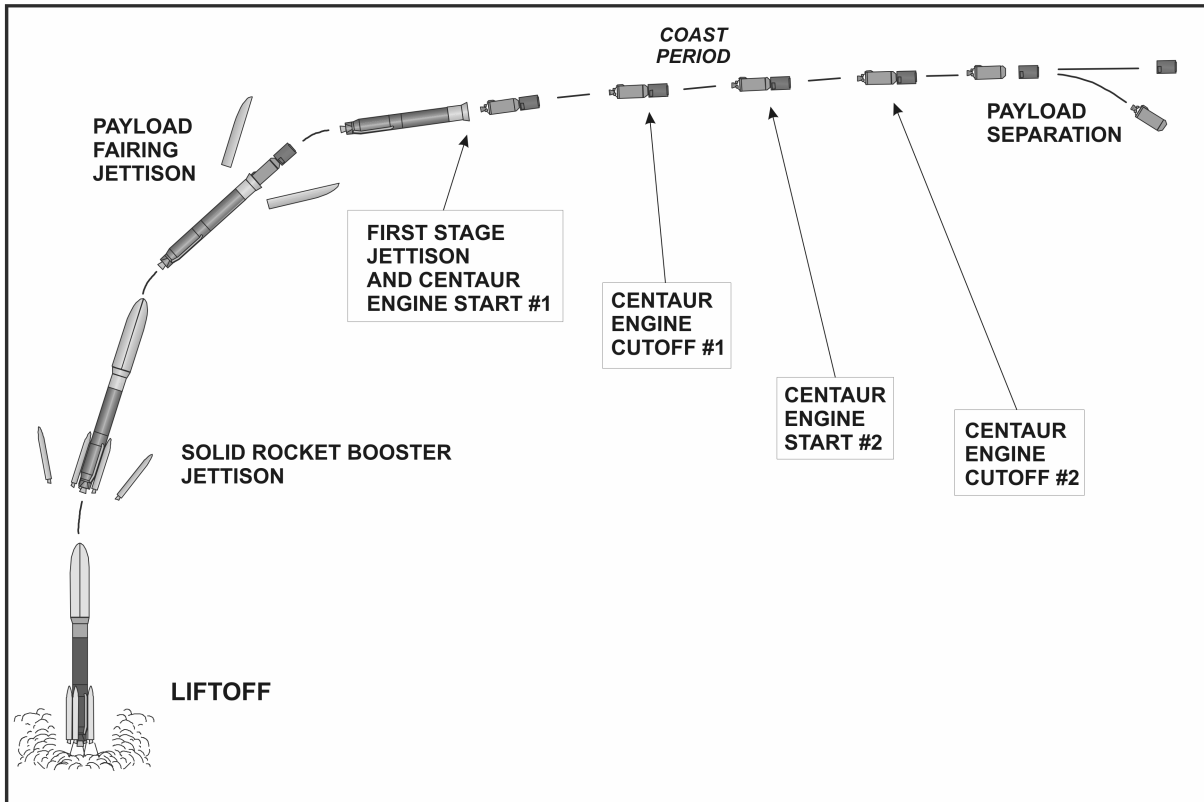 COAST
PERIOD
PAYLOAD
FAIRING
JETTISON
PAYLOAD
SEPARATION
FIRST STAGE
JETTISON
AND CENTAUR
ENGINE START #1
CENTAUR
ENGINE
CUTOFF #1
CENTAUR
ENGINE
START #2
CENTAUR
ENGINE
CUTOFF #2
SOLID ROCKET BOOSTER
JETTISON
LIFTOFF